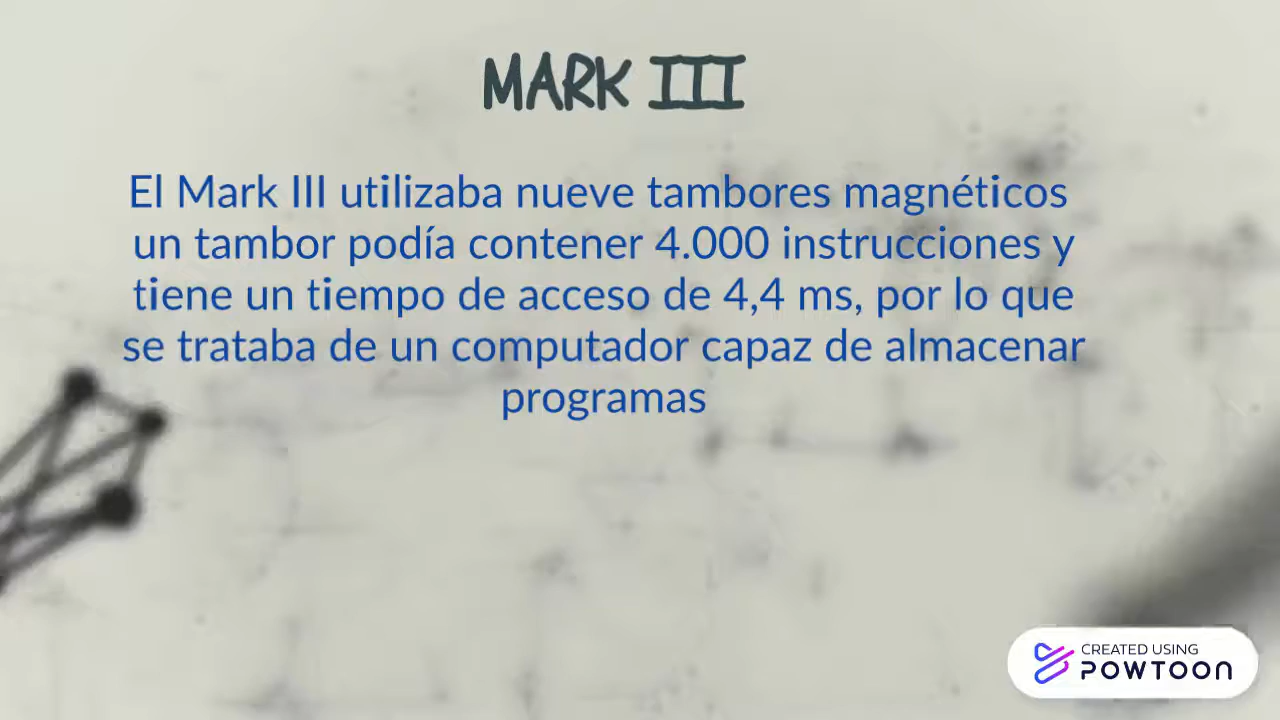 MARK III
El Mark III utilizaba nueve tambores magnéticos
un tambor podía contener 4.000 instrucciones y
tiene un tiempo de acceso de 4,4 ms, por lo que
se trataba de un computador capaz de almacenar
programas
CREATED USING
POWTOON